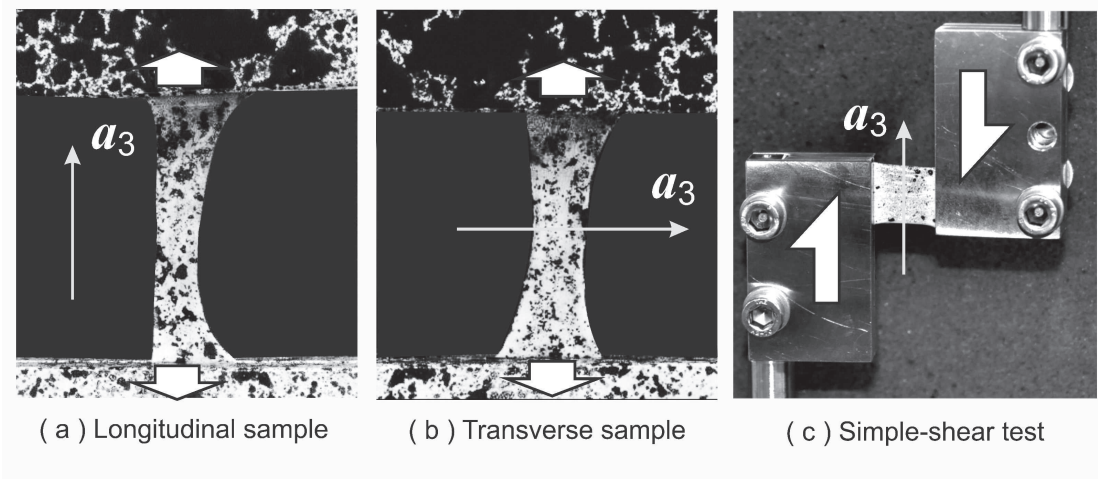 a3
a3
a3
( a ) Longitudinal sample
( b ) Transverse sample
( c ) Simple-shear test